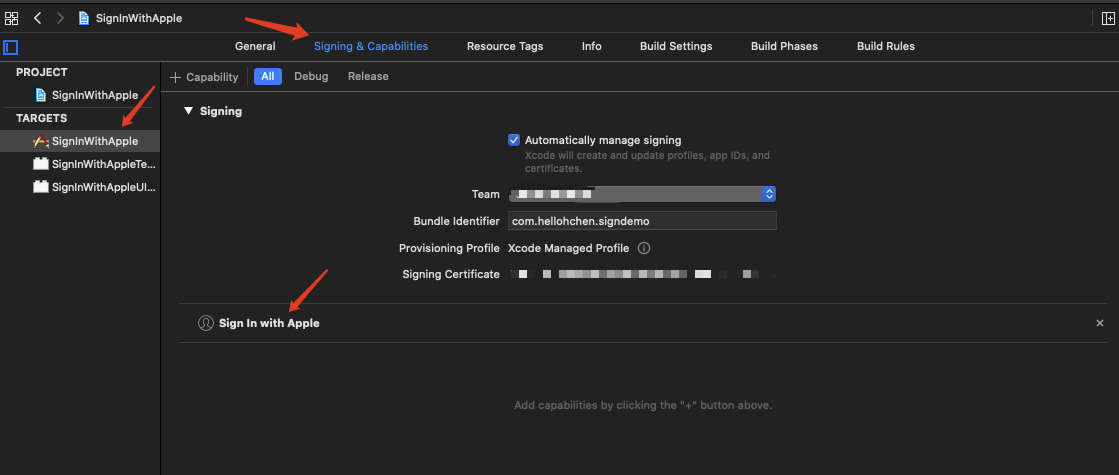 SignInWithApple
General Signing & Capabilities Resource Tags Info Build Settings Build Phases Build Rules
PROJECT
SignInWithApple
TARGETS
SignInWithApple
SignInWithAppleTe...
SignInWithAppleUI...
+ Capability All Debug Release
Signing
Automatically manage signing
Xcode will create and update profiles, app IDs, and
certificates.
Team
Bundle Identifier com.hellohchen.signdemo
Provisioning Profile Xcode Managed Profile
Signing Certificate
Sign In with Apple
Add capabilities by clicking the "+" button above.